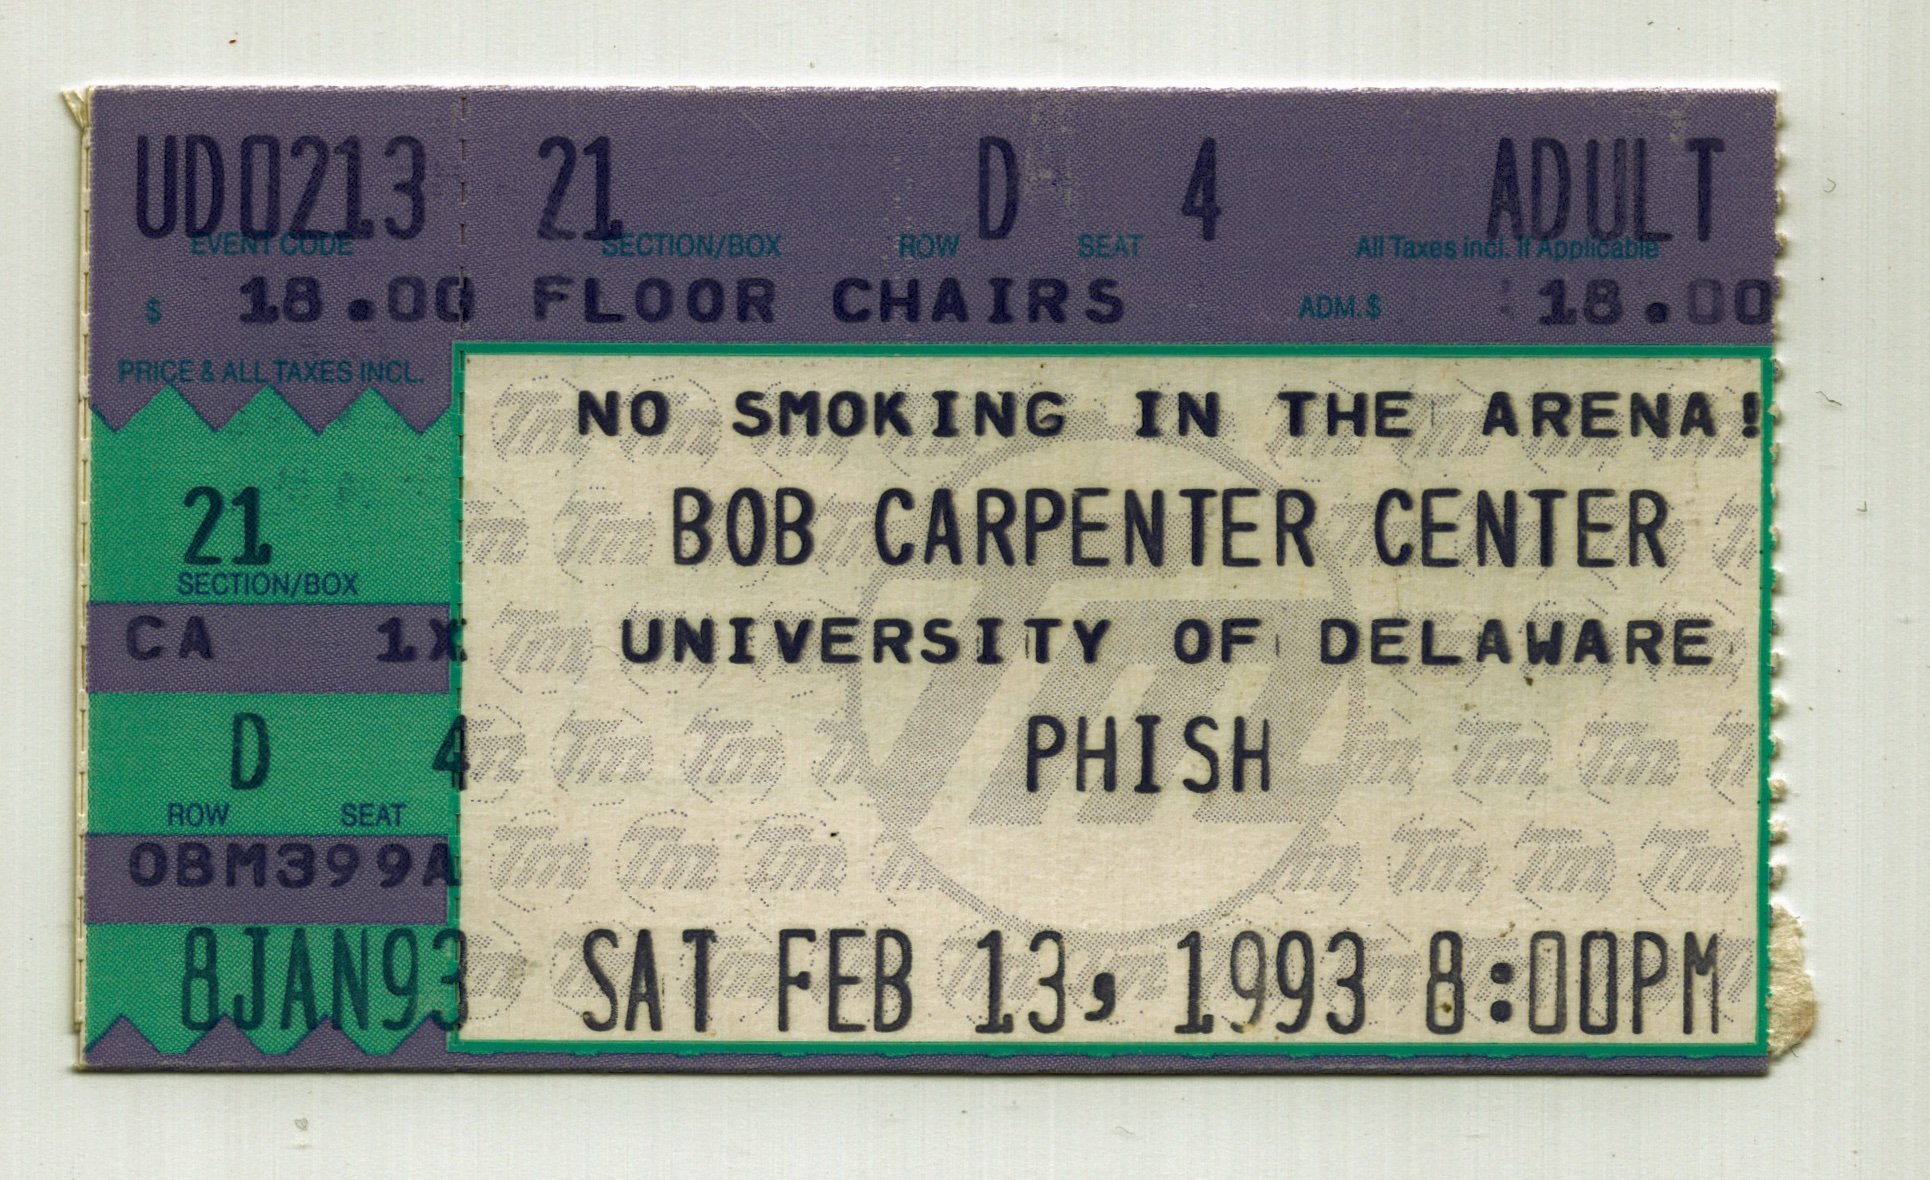 UD0213 21 D 4 ADULT
EVENT CODE SECTION/BOX ROW SEAT All Taxes incl. If Applicable
$ 18.00 FLOOR CHAIRS ADM. $ 18.00
PRICE & ALL TAXES INCL.
21
SECTION/BOX
CA 1X
D 4
ROW SEAT
OBM399A
8JAN93
NO SMOKING IN THE ARENA!
BOB CARPENTER CENTER
UNIVERSITY OF DELAWARE
PHISH
SAT FEB 13, 1993 8:00PM